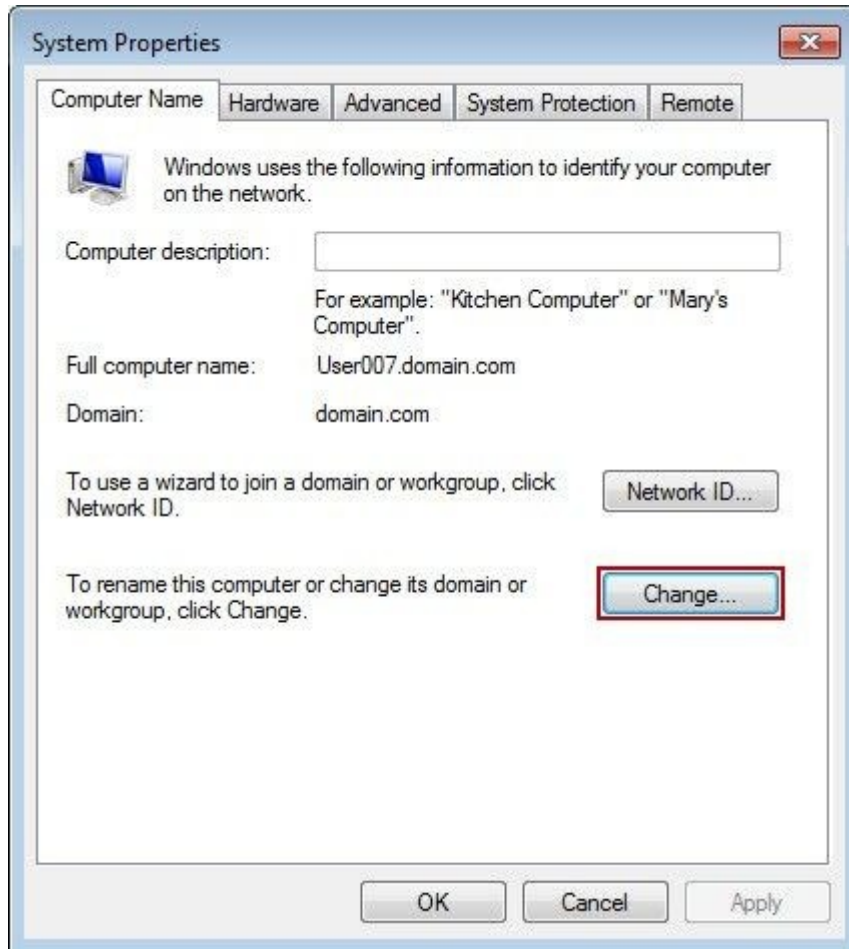 System Properties
Computer Name Hardware Advanced System Protection Remote
Windows uses the following information to identify your computer
on the network.
Computer description:
For example: "Kitchen Computer" or "Mary's
Computer".
Full computer name: User007.domain.com
Domain: domain.com
To use a wizard to join a domain or workgroup, click
Network ID.
Network ID...
To rename this computer or change its domain or
workgroup, click Change.
Change...
OK Cancel Apply